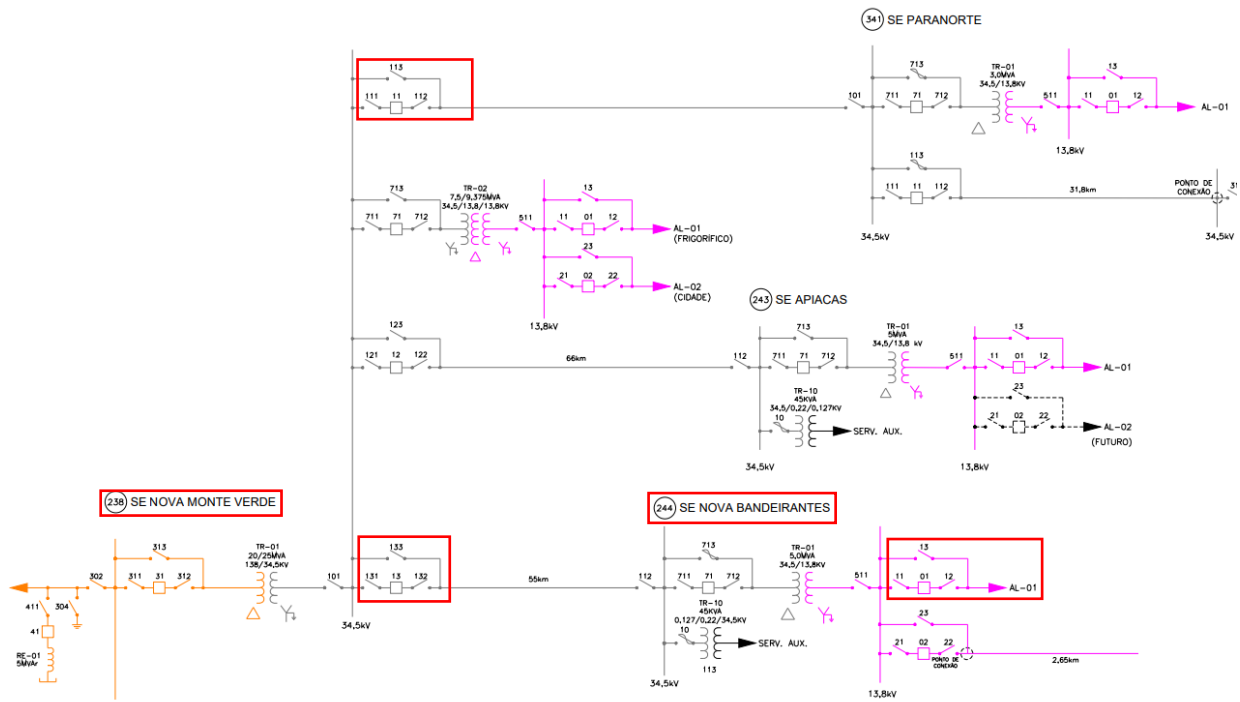 341 SE PARANORTE
113
111 11 112
101
713
711 71 712
TR-01
3,0MVA
34,5/13,8KV
511
13
11 01 12
AL-01
13,8kV
113
111 11 112
31,8km
PONTO DE
CONEXÃO
34,5kV
34,5kV
713
711 71 712
TR-02
7,5/9,375MVA
34,5/13,8/13,8KV
511
13
11 01 12
AL-01
(FRIGORÍFICO)
23
21 02 22
AL-02
(CIDADE)
13,8kV
243 SE APIACAS
123
121 12 122
66km
112
713
711 71 712
TR-01
5MVA
34,5/13,8 kV
511
13
11 01 12
AL-01
TR-10
45KVA
34,5/0,22/0,127KV
10
SERV. AUX.
23
21 02 22
AL-02
(FUTURO)
34,5kV
13,8kV
238 SE NOVA MONTE VERDE
244 SE NOVA BANDEIRANTES
302
313
311 31 312
TR-01
20/25MVA
138/34,5KV
101
133
131 13 132
55km
112
713
711 71 712
TR-01
5,0MVA
34,5/13,8KV
511
13
11 01 12
AL-01
411
304
41
RE-01
5MVAr
34,5kV
TR-10
45KVA
0,127/0,22/34,5KV
10
SERV. AUX.
113
34,5kV
23
21 02 22
PONTO DE
CONEXÃO
2,65km
13,8kV